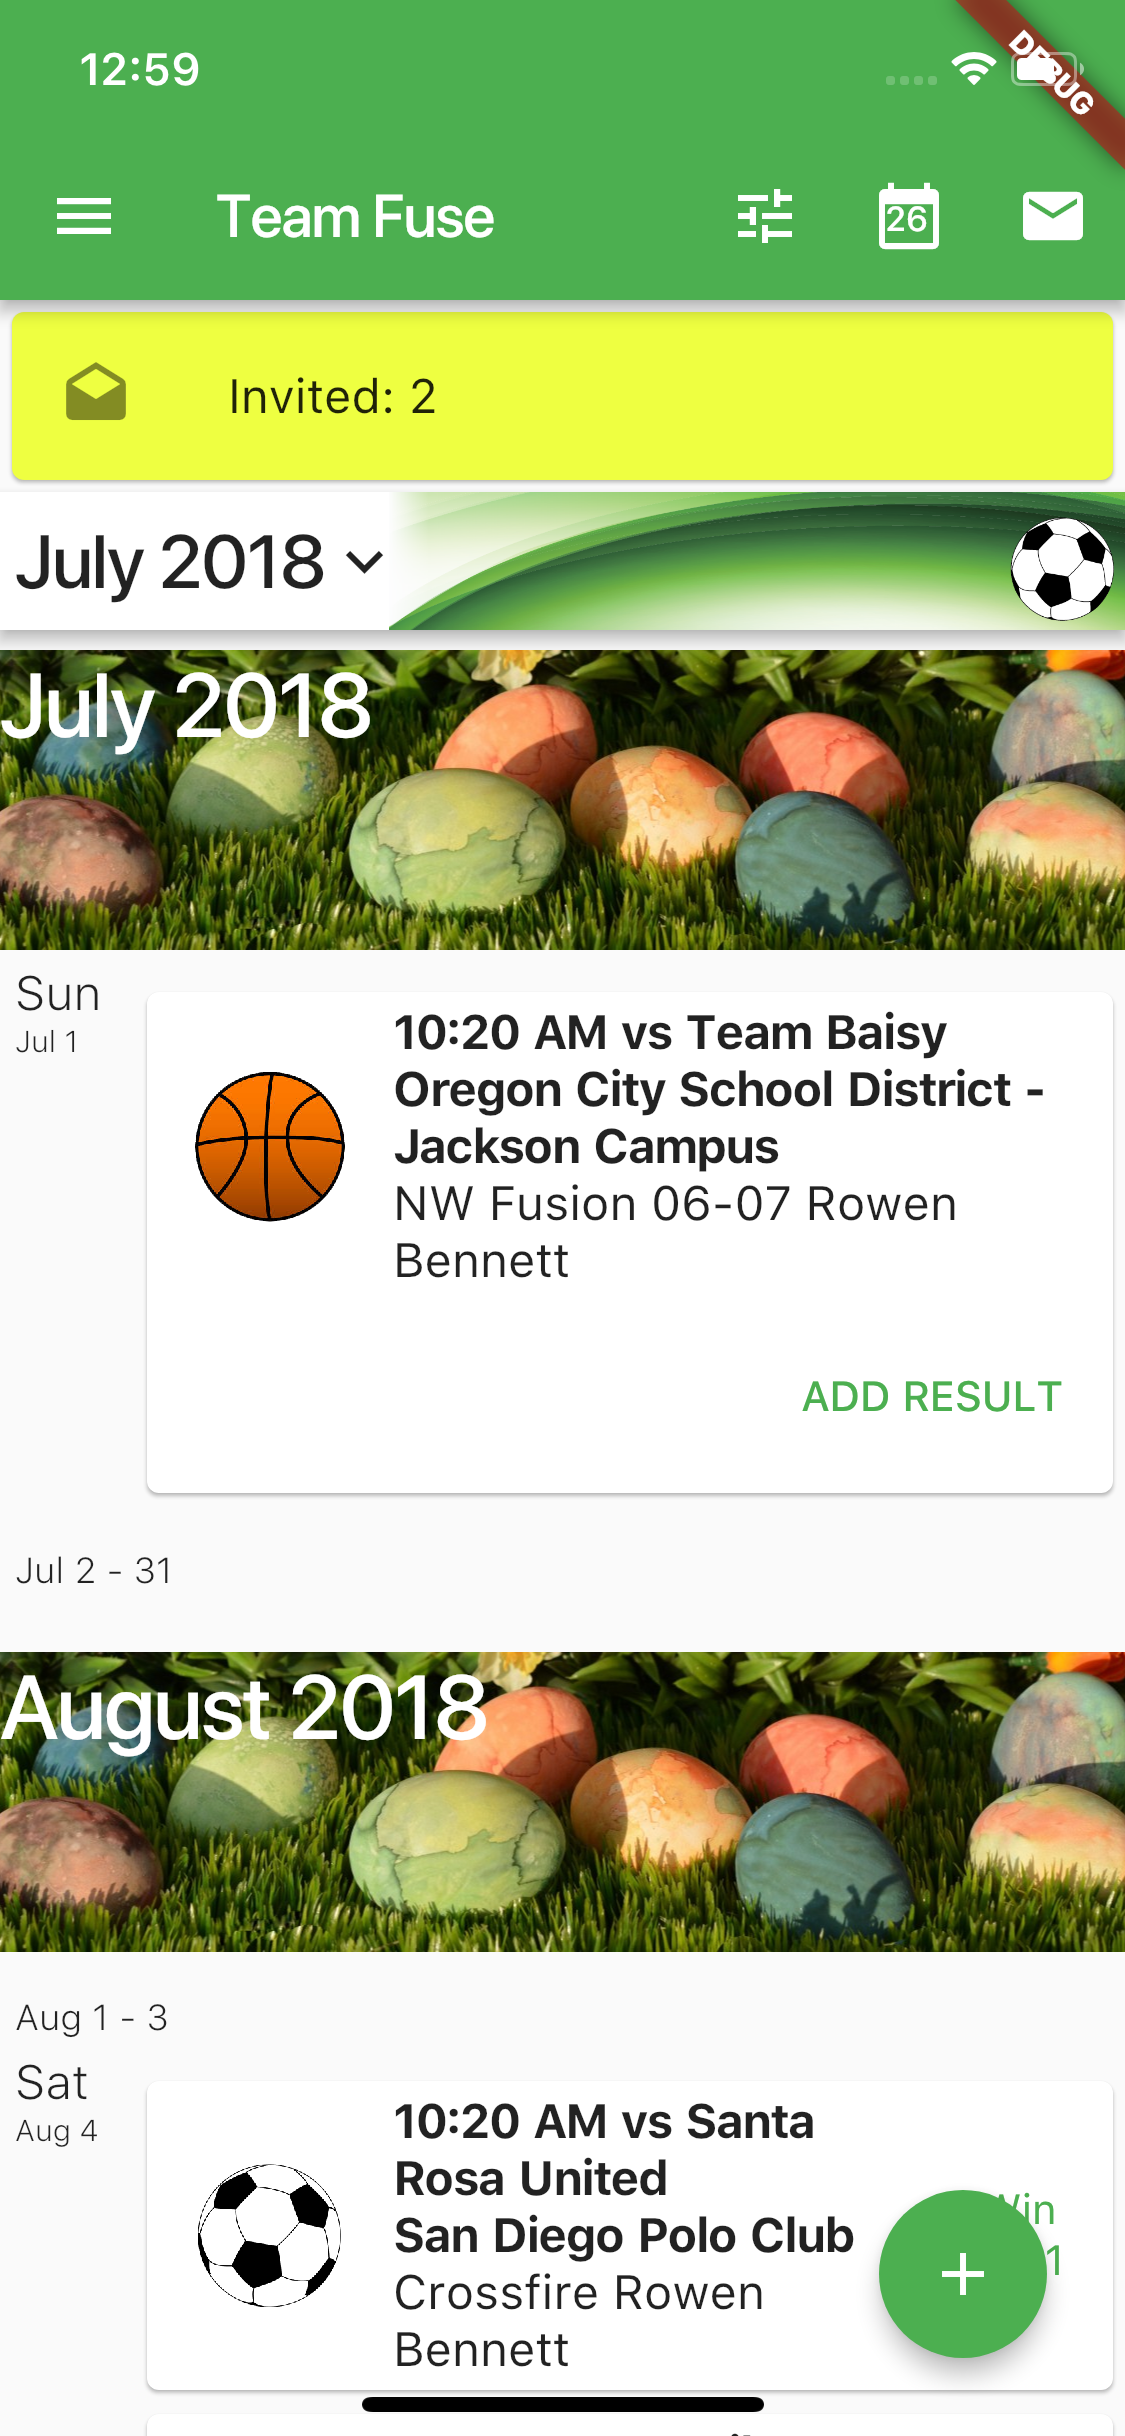 12:59
DEBUG
Team Fuse
26
Invited: 2
July 2018
July 2018
Sun
Jul 1
10:20 AM vs Team Baisy
Oregon City School District -
Jackson Campus
NW Fusion 06-07 Rowen
Bennett
ADD RESULT
Jul 2 - 31
August 2018
Aug 1 - 3
Sat
Aug 4
10:20 AM vs Santa
Rosa United
San Diego Polo Club
Crossfire Rowen
Bennett
Win
1